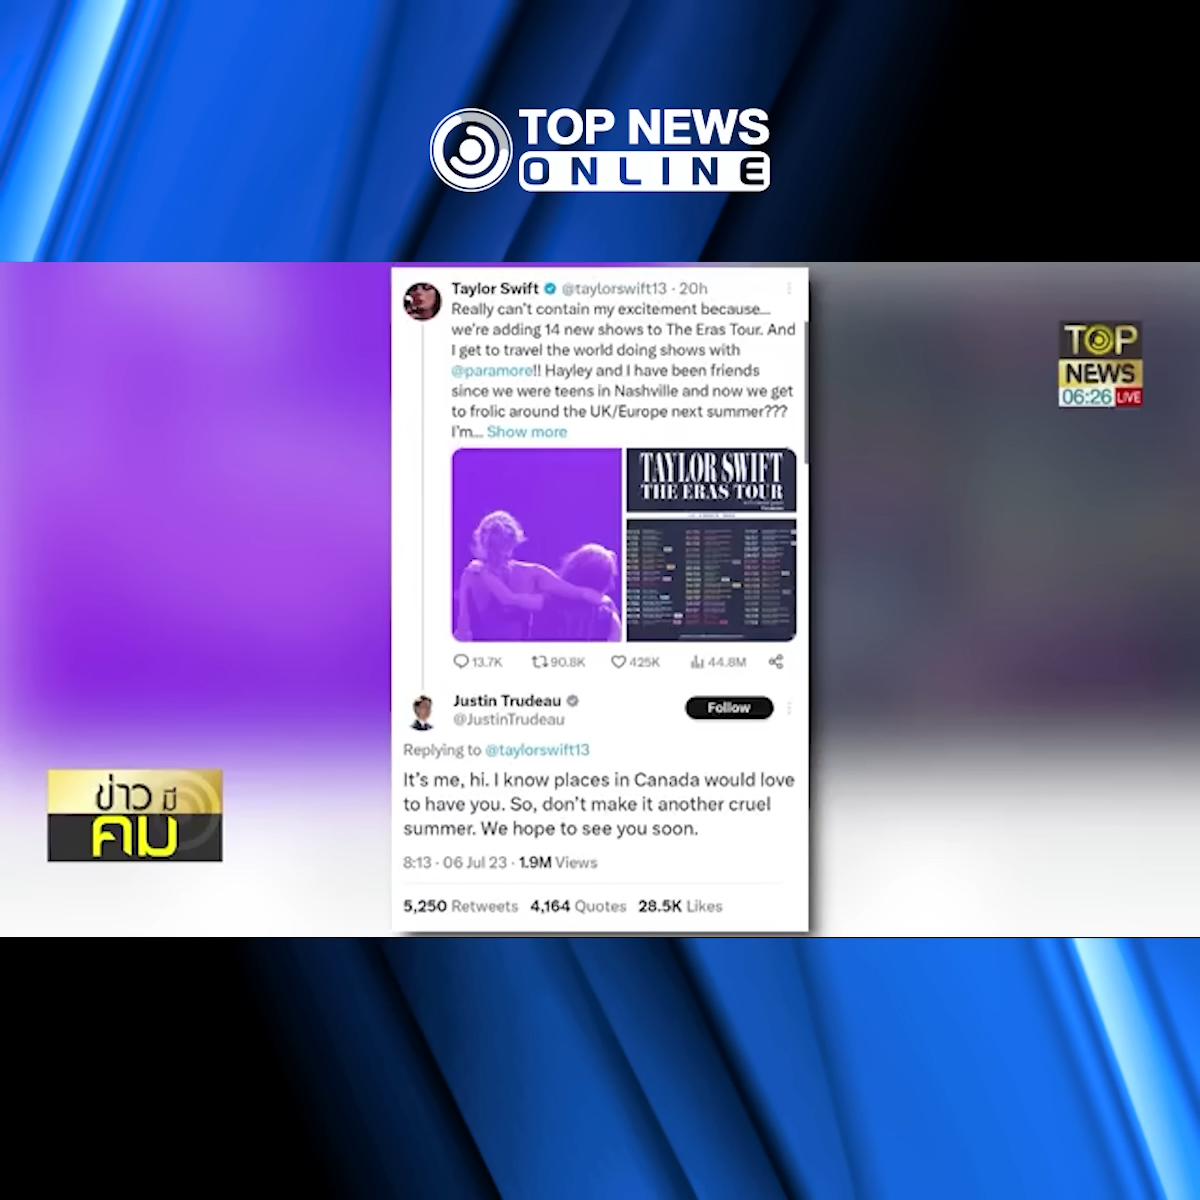 TOP NEWS
ONLINE
Taylor Swift @taylorswift13 · 20h
Really can't contain my excitement because...
we're adding 14 new shows to The Eras Tour. And
I get to travel the world doing shows with
@paramore!! Hayley and I have been friends
since we were teens in Nashville and now we get
to frolic around the UK/Europe next summer???
I'm... Show more
TAYLOR SWIFT
THE ERAS TOUR
13.7K 90.8K 425K 44.8M
Justin Trudeau
@JustinTrudeau
Follow
Replying to @taylorswift13
It's me, hi. I know places in Canada would love
to have you. So, don't make it another cruel
summer. We hope to see you soon.
8:13 · 06 Jul 23 · 1.9M Views
5,250 Retweets 4,164 Quotes 28.5K Likes
TOP
NEWS
06:26 LIVE
ข่าว มี
คม